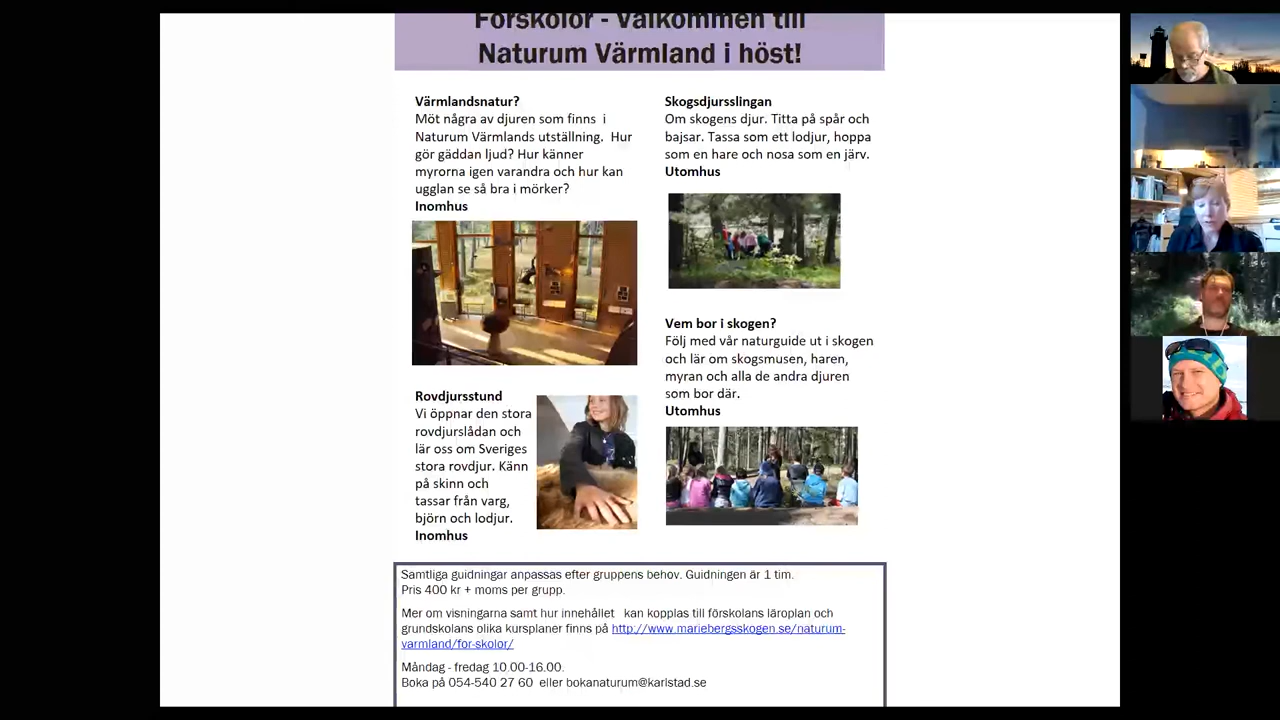 Förskolor - Välkommen till
Naturum Värmland i höst!
Värmlandsnatur?
Möt några av djuren som finns i
Naturum Värmlands utställning. Hur
gör gäddan ljud? Hur känner
myrorna igen varandra och hur kan
ugglan se så bra i mörker?
Inomhus
Rovdjursstund
Vi öppnar den stora
rovdjurslådan och
lär oss om Sveriges
stora rovdjur. Känn
på skinn och
tassar från varg,
björn och lodjur.
Inomhus
Skogsdjursslingan
Om skogens djur. Titta på spår och
bajsar. Tassa som ett lodjur, hoppa
som en hare och nosa som en järv.
Utomhus
Vem bor i skogen?
Följ med vår naturguide ut i skogen
och lär om skogsmusen, haren,
myran och alla de andra djuren
som bor där.
Utomhus
Samtliga guidningar anpassas efter gruppens behov. Guidningen är 1 tim.
Pris 400 kr + moms per grupp.
Mer om visningarna samt hur innehållet kan kopplas till förskolans läroplan och
grundskolans olika kursplaner finns på http://www.mariebergsskogen.se/naturum-
varmland/for-skolor/
Måndag - fredag 10.00-16.00.
Boka på 054-540 27 60 eller bokanaturum@karlstad.se